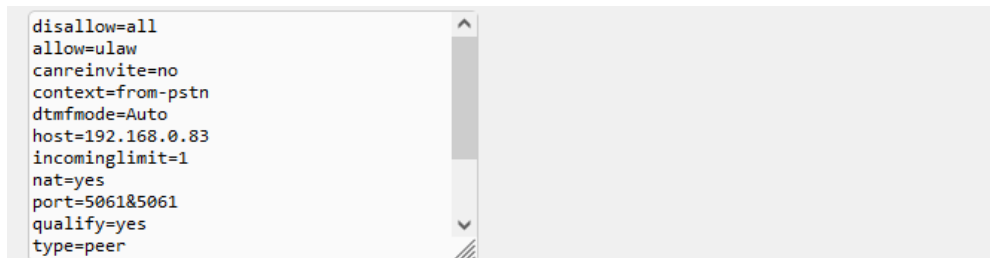 disallow=all
allow=ulaw
canreinvite=no
context=from-pstn
dtmfmode=Auto
host=192.168.0.83
incominglimit=1
nat=yes
port=5061&5061
qualify=yes
type=peer